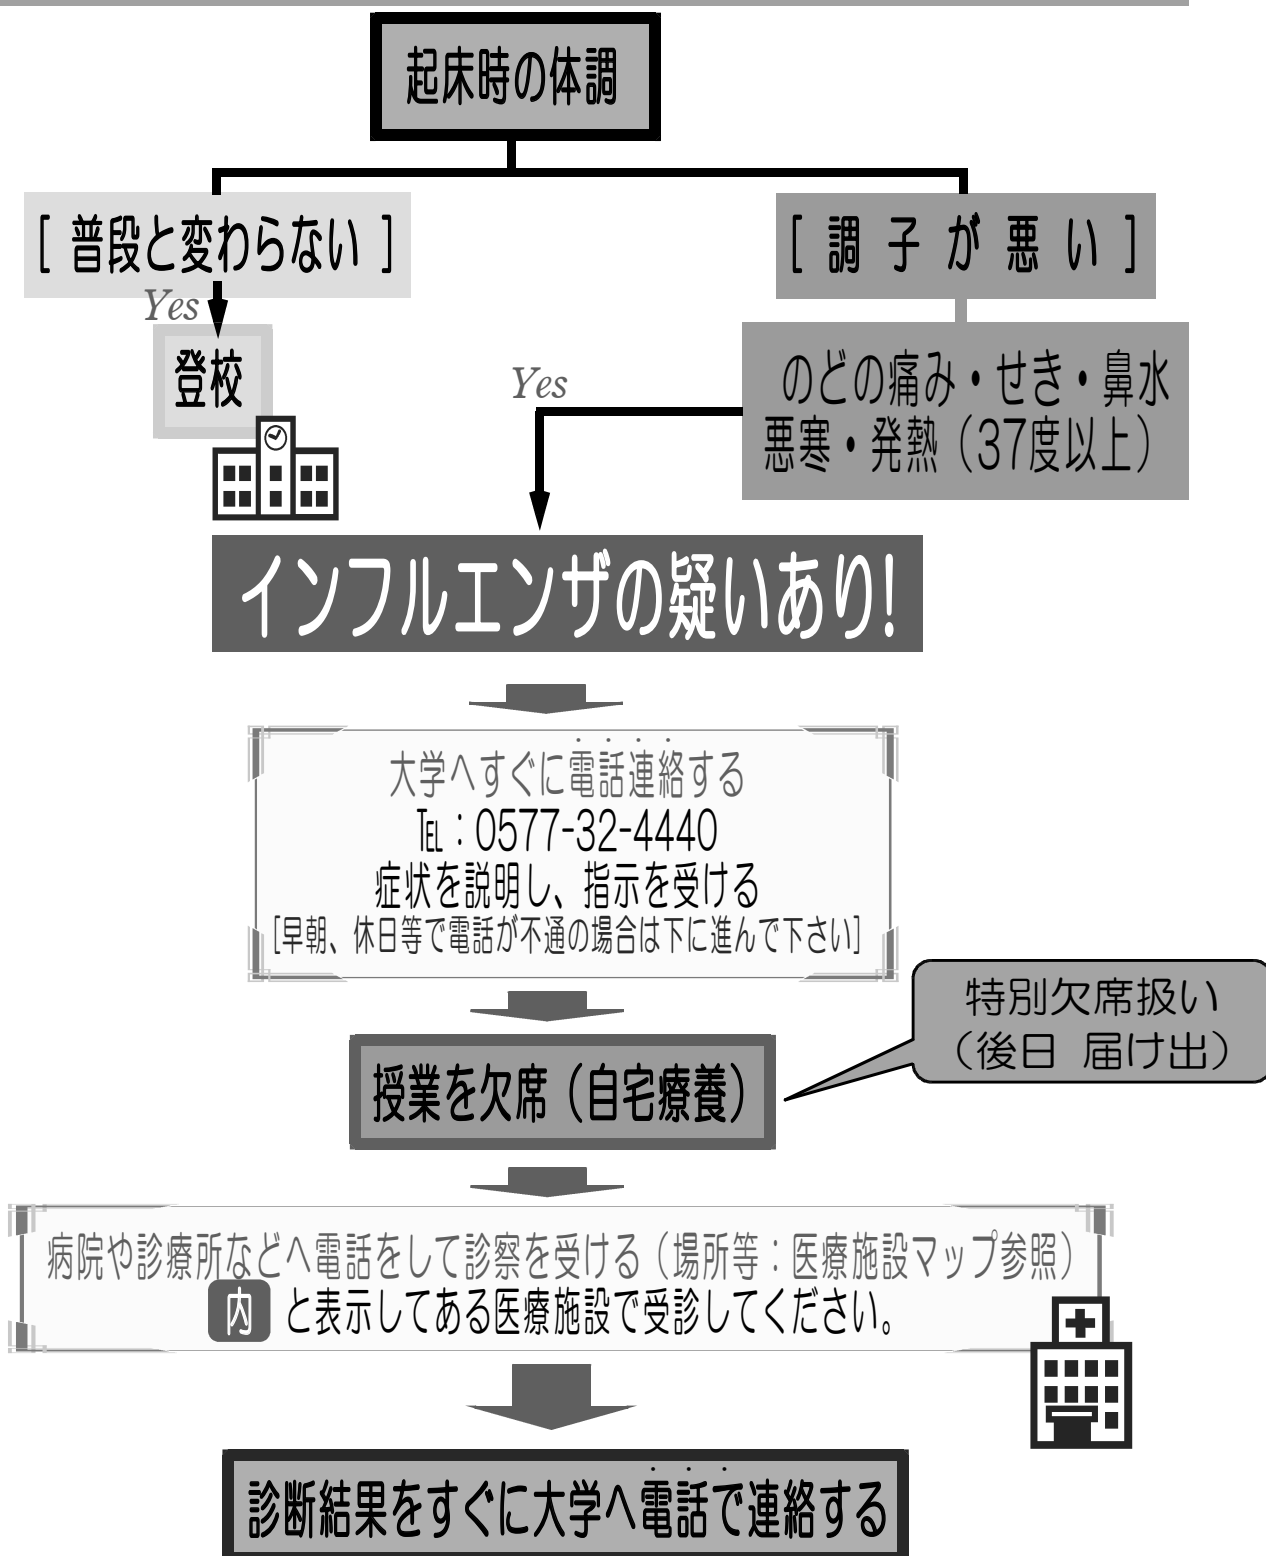 起床時の体調
[ 普段と変わらない ]
[ 調 子 が 悪 い ]
Yes
登校
のどの痛み・せき・鼻水
悪寒・発熱（37度以上）
Yes
インフルエンザの疑いあり!
大学へすぐに電話連絡する
℡：0577-32-4440
症状を説明し、指示を受ける
[早朝、休日等で電話が不通の場合は下に進んで下さい]
特別欠席扱い
（後日 届け出）
授業を欠席（自宅療養）
病院や診療所などへ電話をして診察を受ける（場所等：医療施設マップ参照）
内 と表示してある医療施設で受診してください。
診断結果をすぐに大学へ電話で連絡する